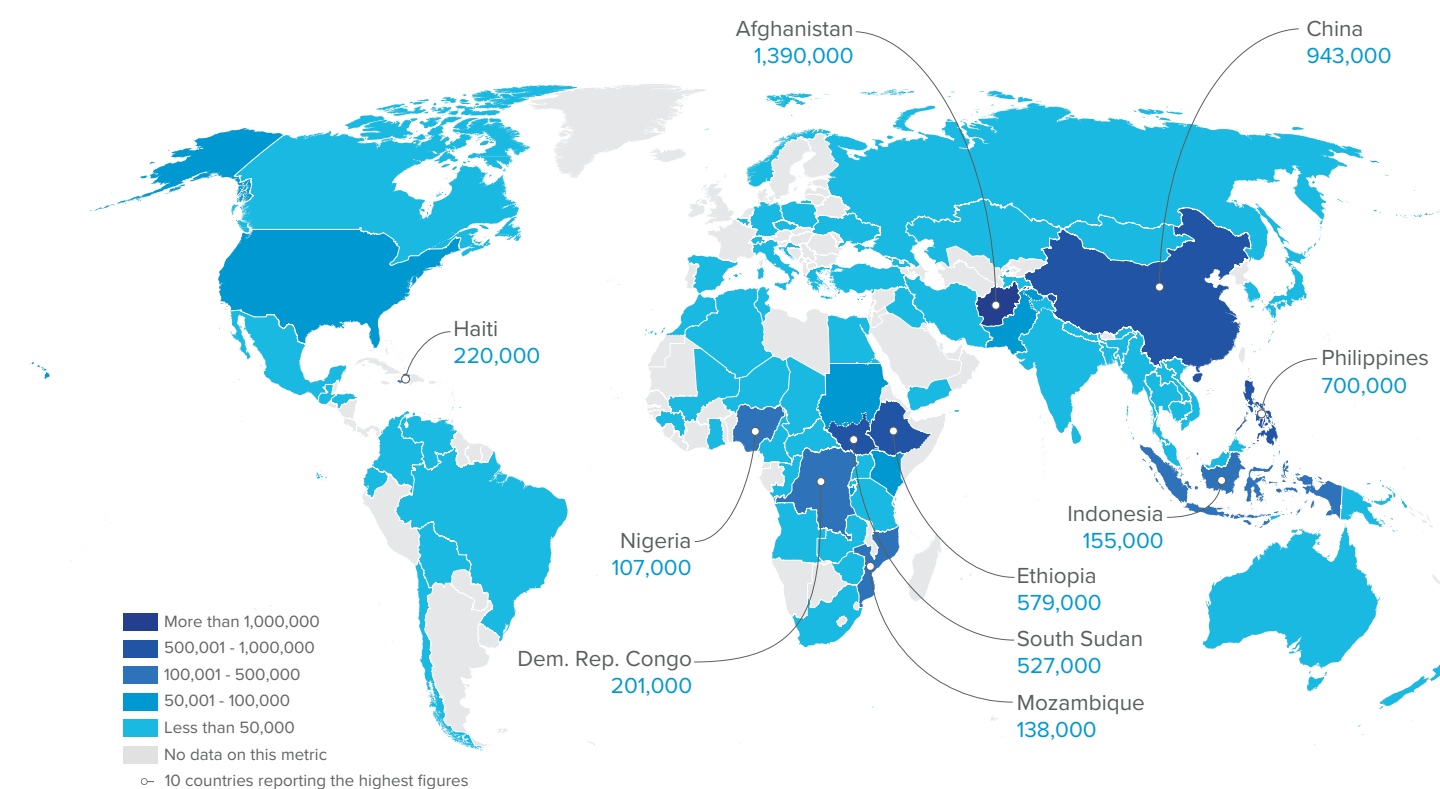 Afghanistan
1,390,000
China
943,000
Haiti
220,000
Philippines
700,000
Nigeria
107,000
Indonesia
155,000
Ethiopia
579,000
South Sudan
527,000
Dem. Rep. Congo
201,000
Mozambique
138,000
More than 1,000,000
500,001 - 1,000,000
100,001 - 500,000
50,001 - 100,000
Less than 50,000
No data on this metric
10 countries reporting the highest figures